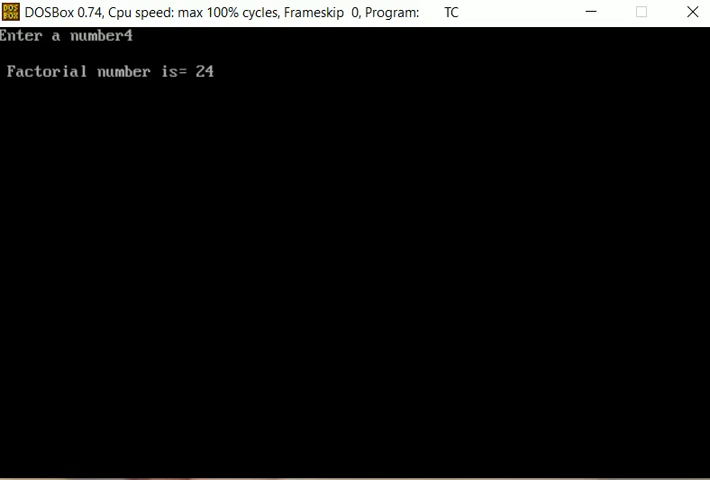 DOSBox 0.74, Cpu speed: max 100% cycles, Frameskip 0, Program: TC
Enter a number4
Factorial number is= 24